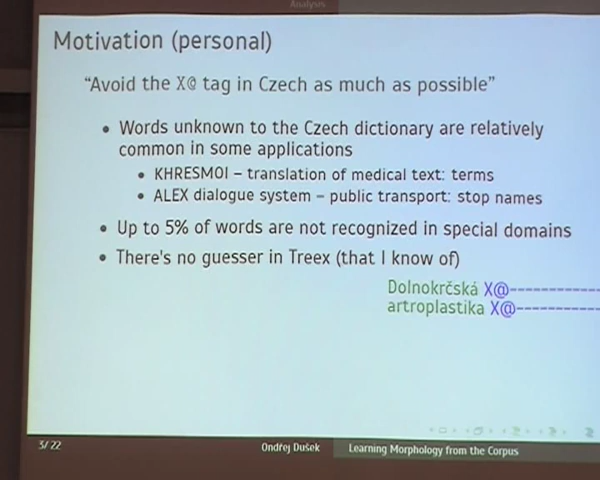 Analysis
Motivation (personal)
“Avoid the X@ tag in Czech as much as possible”
• Words unknown to the Czech dictionary are relatively
common in some applications
• KHRESMOI – translation of medical text: terms
• ALEX dialogue system – public transport: stop names
• Up to 5% of words are not recognized in special domains
• There's no guesser in Treex (that I know of)
Dolnokrčská X@-----------
artroplastika X@-----------
3/ 22
Ondřej Dušek
Learning Morphology from the Corpus